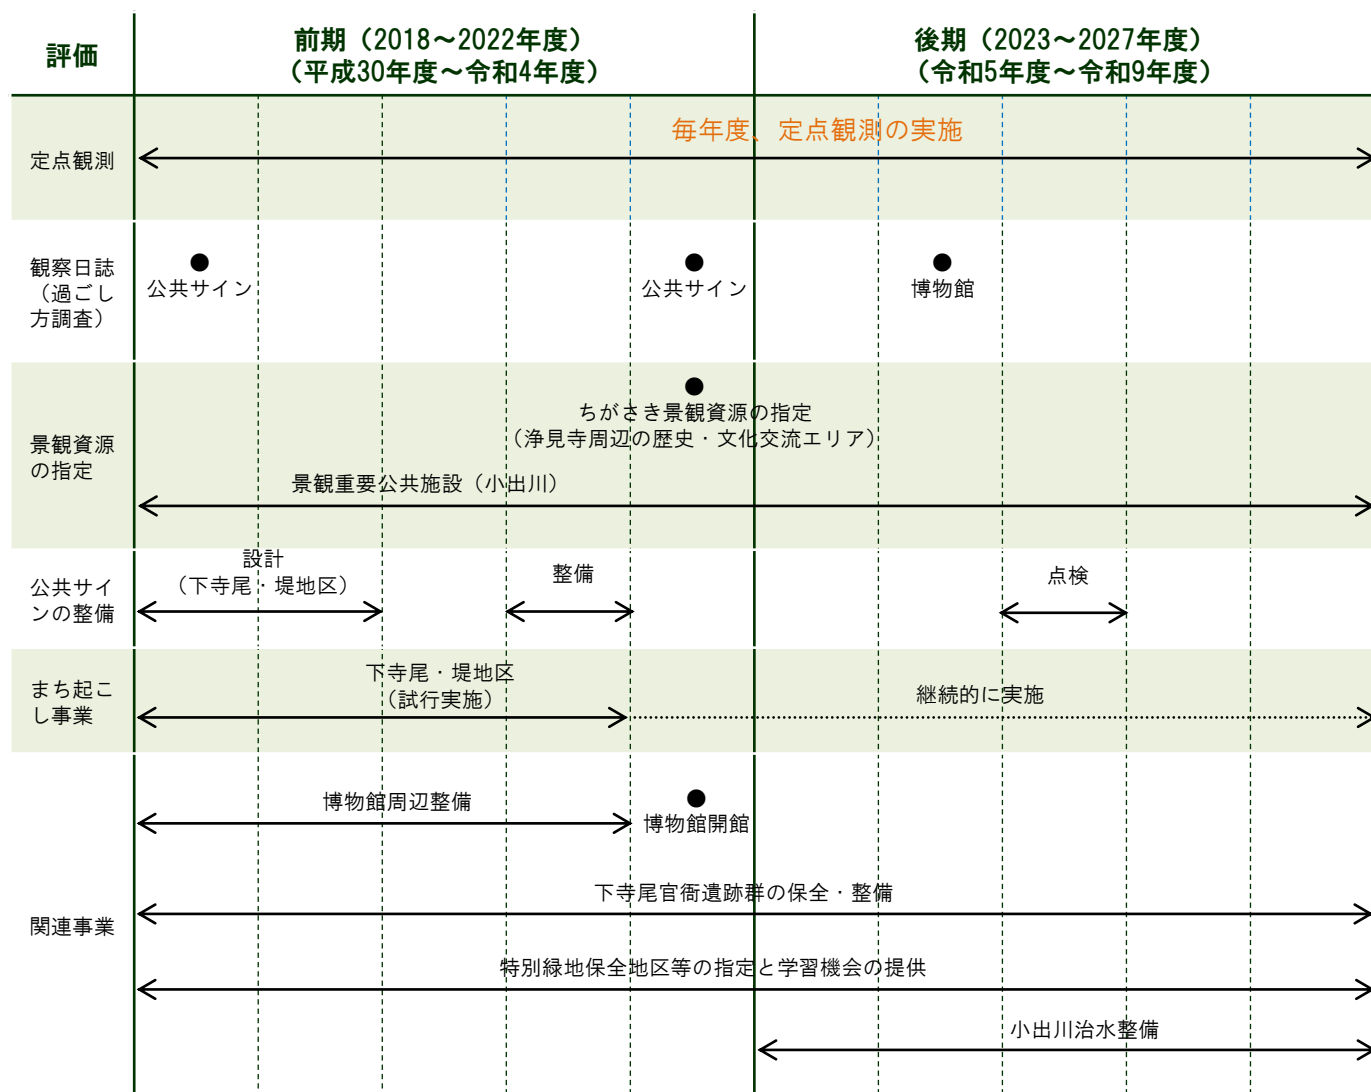 評価
前期（2018～2022年度）
（平成30年度～令和4年度）
後期（2023～2027年度）
（令和5年度～令和9年度）
定点観測
毎年度、定点観測の実施
観察日誌
（過ごし
方調査）
公共サイン
公共サイン
博物館
景観資源
の指定
ちがさき景観資源の指定
（浄見寺周辺の歴史・文化交流エリア）
景観重要公共施設（小出川）
公共サイ
ンの整備
設計
（下寺尾・堤地区）
整備
点検
まち起こ
し事業
下寺尾・堤地区
（試行実施）
継続的に実施
関連事業
博物館周辺整備
博物館開館
下寺尾官衙遺跡群の保全・整備
特別緑地保全地区等の指定と学習機会の提供
小出川治水整備